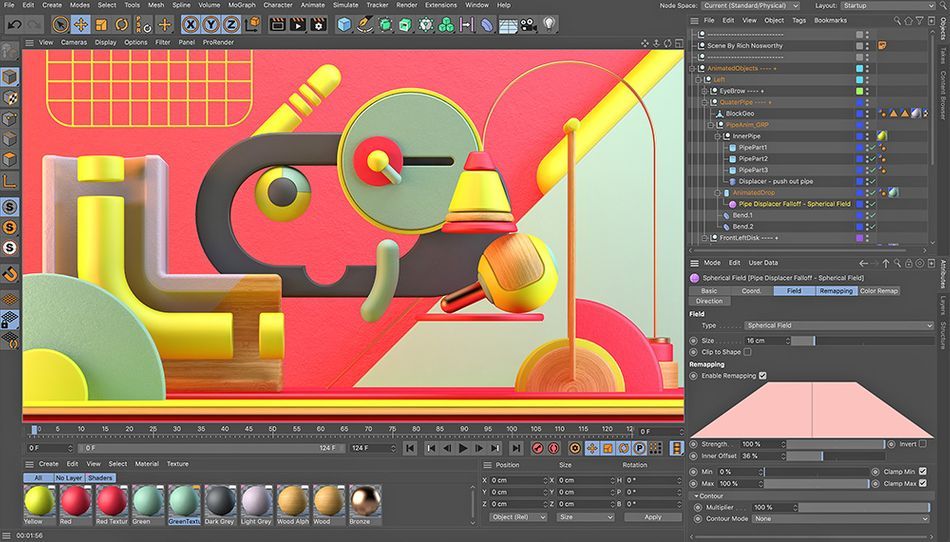 File Edit Create Modes Select Tools Mesh Spline Volume MoGraph Character Animate Simulate Tracker Render Extensions Window Help
Node Space: Current (Standard/Physical) Layout: Startup
View Cameras Display Options Filter Panel ProRender
File Edit View Object Tags Bookmarks
Scene By Rich Nosworthy
AnimatedObjects
Left
EyeBrow
QuaterPipe
BlockGeo
PipeAnim_GRP
InnerPipe
PipePart1
PipePart2
PipePart3
Displacer - push out pipe
AnimatedDrop
Pipe Displacer Falloff - Spherical Field
Bend.1
Bend.2
FrontLeftDisk
Objects
Takes
Content Browser
Mode Edit User Data
Spherical Field [Pipe Displacer Falloff - Spherical Field]
Basic Coord. Field Remapping Color Remap
Direction
Field
Type Spherical Field
Size 16 cm
Clip to Shape
Remapping
Enable Remapping
Strength 100 % Invert
Inner Offset 36 %
Min 0 % Clamp Min
Max 100 % Clamp Max
Contour
Multiplier 100 %
Contour Mode None
Attributes
Layers
Structure
0 5 10 15 20 25 30 35 40 45 50 55 60 65 70 75 80 85 90 95 100 105 110 115 120 0 F
0 F 0 F 124 F 124 F
Create Edit View Select Material Texture
All No Layer Shaders
Yellow Red Red Textur Green GreenTextu Dark Grey Light Grey Wood Alph Wood Bronze
Position Size Rotation
X 0 cm X 0 cm H 0 °
Y 0 cm Y 0 cm P 0 °
Z 0 cm Z 0 cm B 0 °
Object (Rel) Size Apply
00:01:56